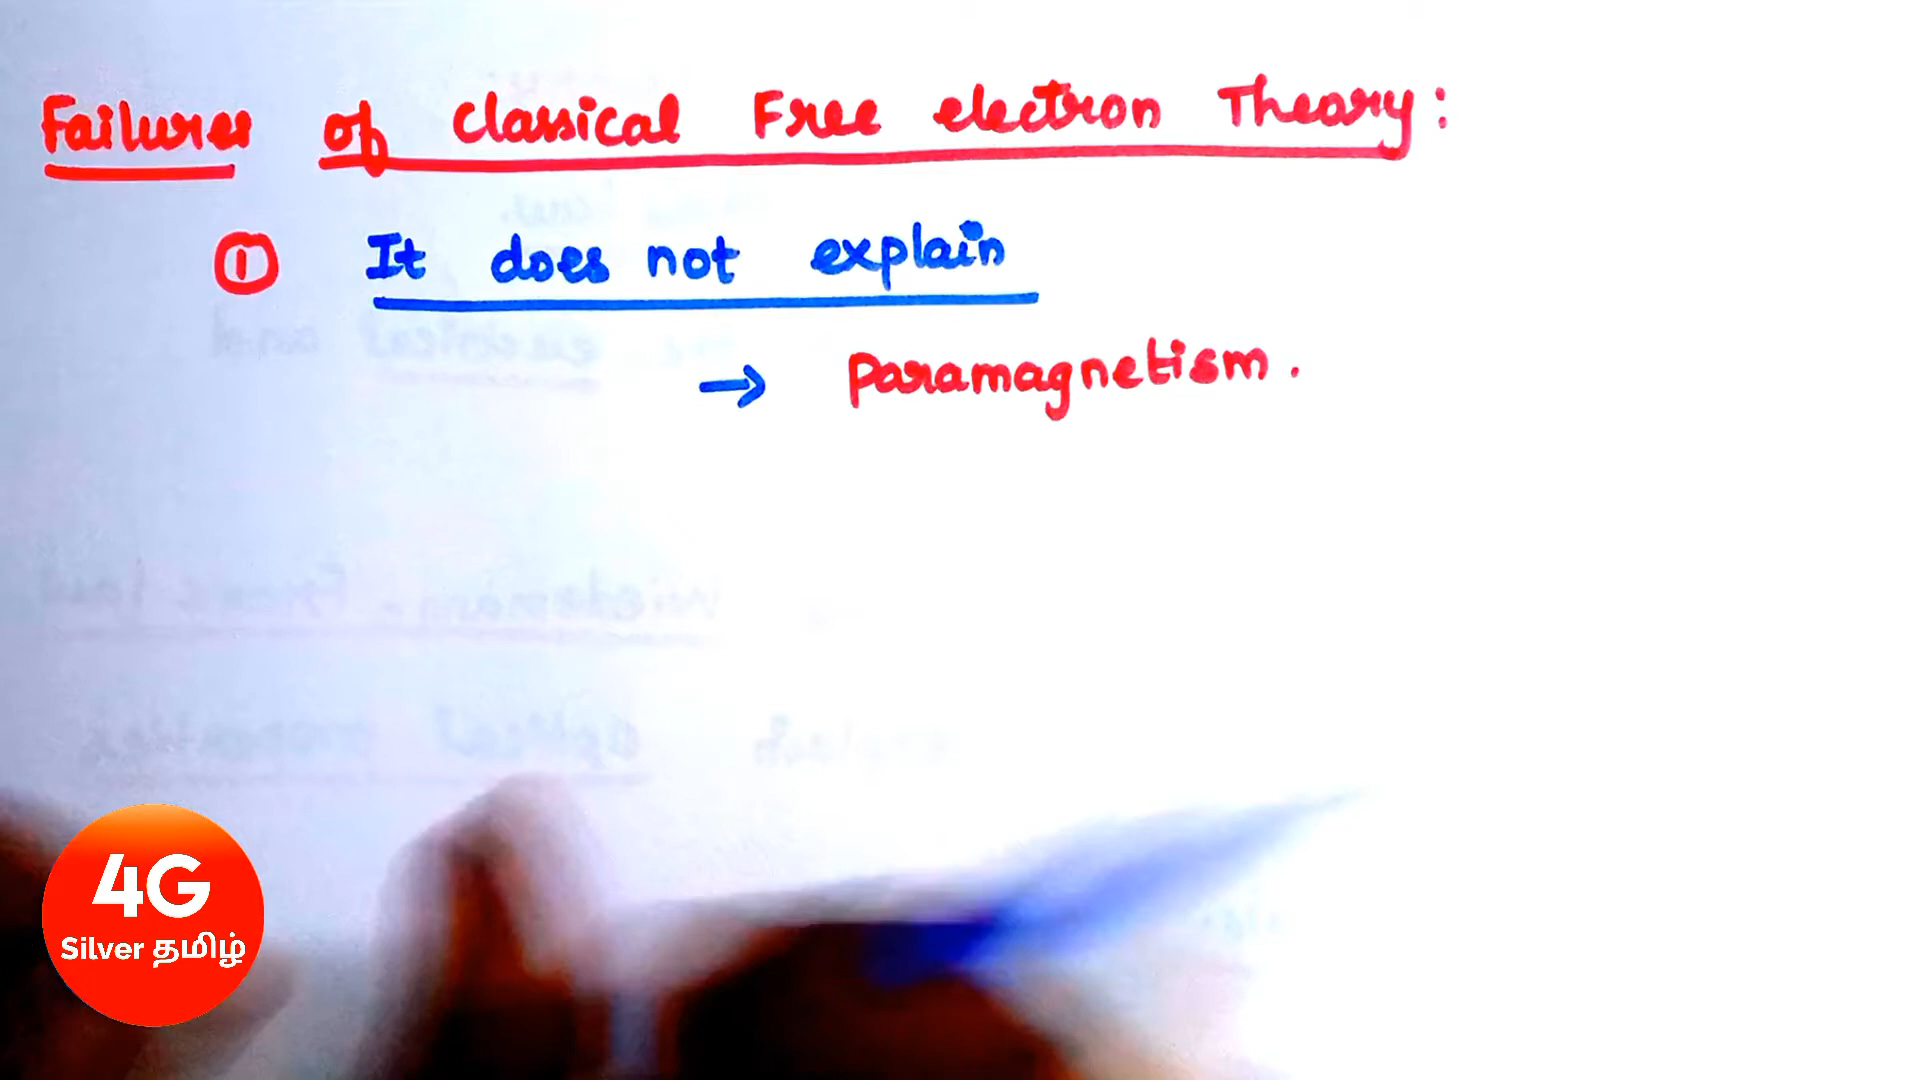 Failures of classical Free electron Theory:
① It does not explain
→ Paramagnetism.
4G
Silver தமிழ்